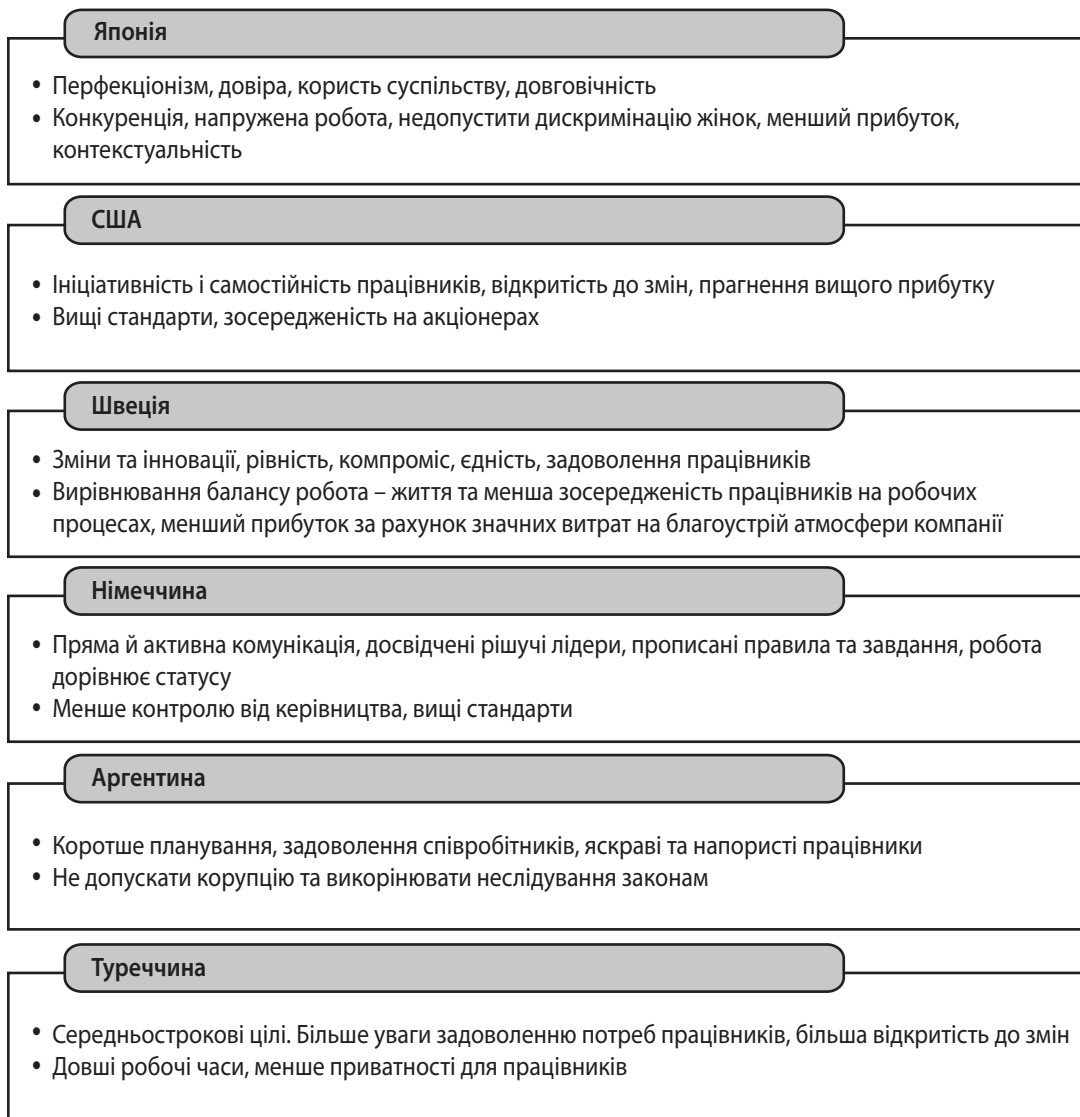 Японія
• Перфекціонізм, довіра, користь суспільству, довговічність
• Конкуренція, напружена робота, недопустити дискримінацію жінок, менший прибуток,
контекстуальність
США
• Ініціативність і самостійність працівників, відкритість до змін, прагнення вищого прибутку
• Вищі стандарти, зосередженість на акціонерах
Швеція
• Зміни та інновації, рівність, компроміс, єдність, задоволення працівників
• Вирівнювання балансу робота – життя та менша зосередженість працівників на робочих
процесах, менший прибуток за рахунок значних витрат на благоустрій атмосфери компанії
Німеччина
• Пряма й активна комунікація, досвідчені рішучі лідери, прописані правила та завдання, робота
дорівнює статусу
• Менше контролю від керівництва, вищі стандарти
Аргентина
• Коротше планування, задоволення співробітників, яскраві та напористі працівники
• Не допускати корупцію та викорінювати неслідування законам
Туреччина
• Середньострокові цілі. Більше уваги задоволенню потреб працівників, більша відкритість до змін
• Довші робочі часи, менше приватності для працівників